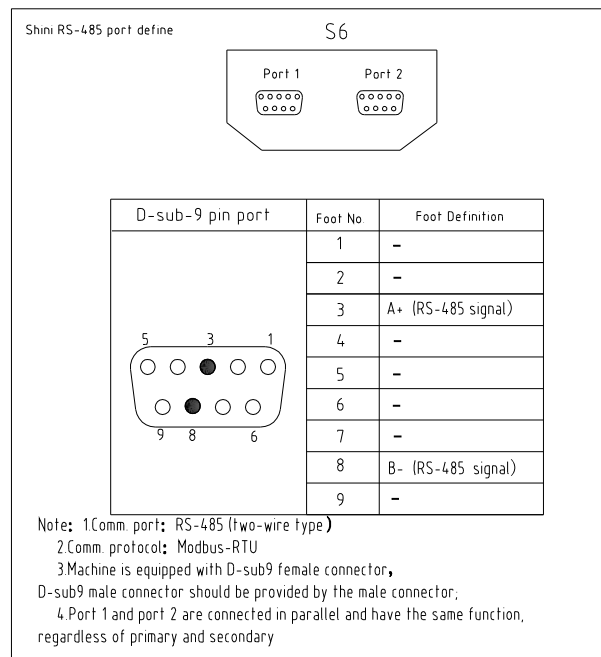 Shini RS-485 port define
S6
Port 1 Port 2
D-sub-9 pin port Foot No. Foot Definition
1 -
2 -
3 A+ (RS-485 signal)
4 -
5 -
6 -
7 -
8 B- (RS-485 signal)
9 -
5 3 1
9 8 6
Note: 1.Comm. port: RS-485 (two-wire type)
2.Comm. protocol: Modbus-RTU
3.Machine is equipped with D-sub9 female connector,
D-sub9 male connector should be provided by the male connector;
4.Port 1 and port 2 are connected in parallel and have the same function,
regardless of primary and secondary